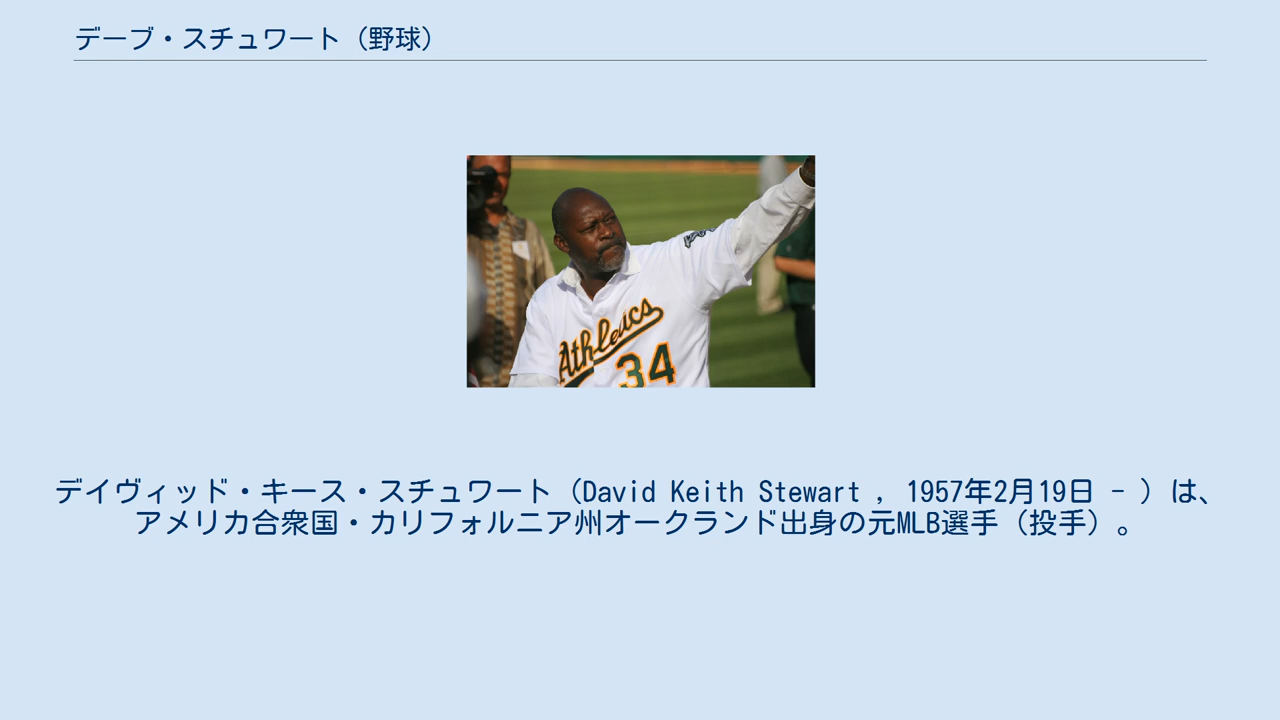 デーブ・スチュワート（野球）
Athletics
34
デイヴィッド・キース・スチュワート（David Keith Stewart , 1957年2月19日 - ）は、
アメリカ合衆国・カリフォルニア州オークランド出身の元MLB選手（投手）。